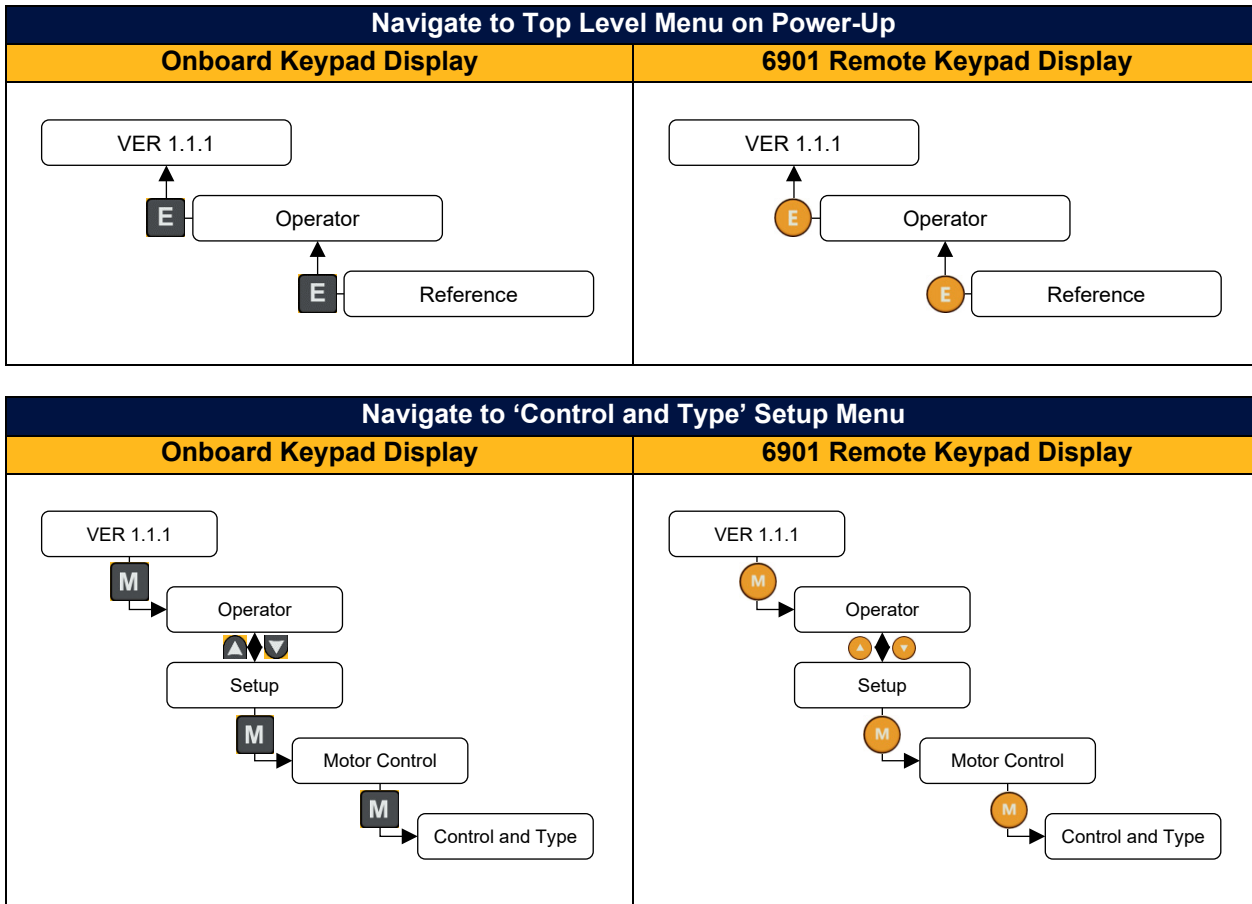 Navigate to Top Level Menu on Power-Up
Onboard Keypad Display
6901 Remote Keypad Display
VER 1.1.1
E
Operator
E
Reference
VER 1.1.1
E
Operator
E
Reference
Navigate to ‘Control and Type’ Setup Menu
Onboard Keypad Display
6901 Remote Keypad Display
VER 1.1.1
M
Operator
Setup
M
Motor Control
M
Control and Type
VER 1.1.1
M
Operator
Setup
M
Motor Control
M
Control and Type